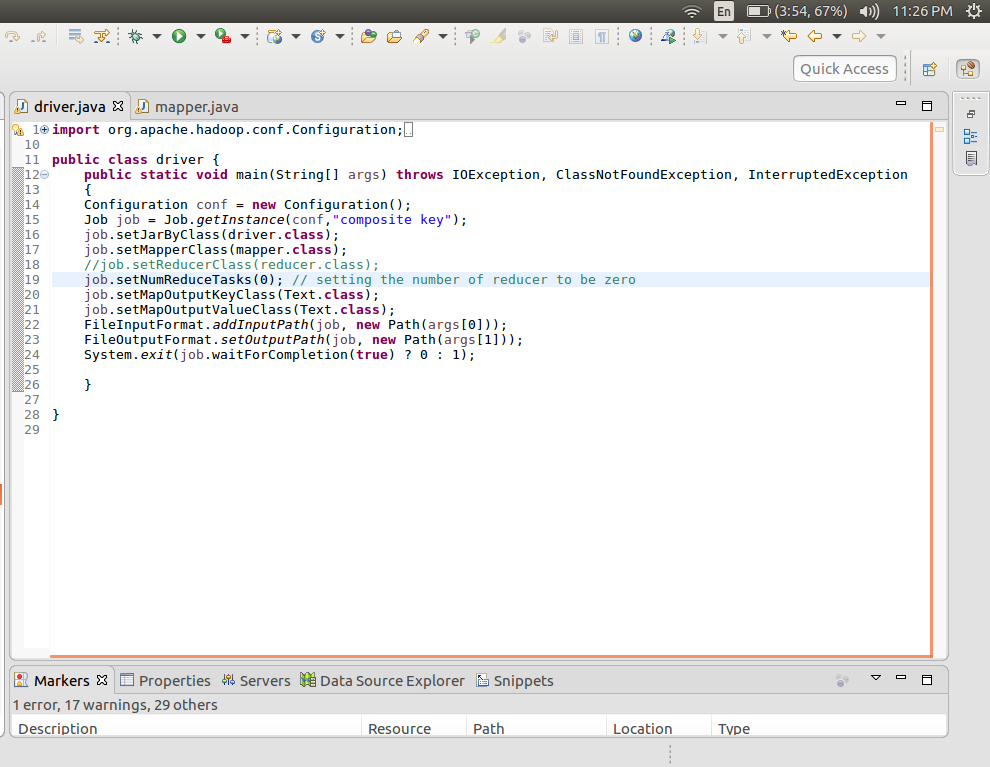 En (3:54, 67%) 11:26 PM
Quick Access
driver.java mapper.java
1 import org.apache.hadoop.conf.Configuration;
10
11 public class driver {
12 public static void main(String[] args) throws IOException, ClassNotFoundException, InterruptedException
13 {
14 Configuration conf = new Configuration();
15 Job job = Job.getInstance(conf,"composite key");
16 job.setJarByClass(driver.class);
17 job.setMapperClass(mapper.class);
18 //job.setReducerClass(reducer.class);
19 job.setNumReduceTasks(0); // setting the number of reducer to be zero
20 job.setMapOutputKeyClass(Text.class);
21 job.setMapOutputValueClass(Text.class);
22 FileInputFormat.addInputPath(job, new Path(args[0]));
23 FileOutputFormat.setOutputPath(job, new Path(args[1]));
24 System.exit(job.waitForCompletion(true) ? 0 : 1);
25
26 }
27
28 }
29
Markers Properties Servers Data Source Explorer Snippets
1 error, 17 warnings, 29 others
Description Resource Path Location Type